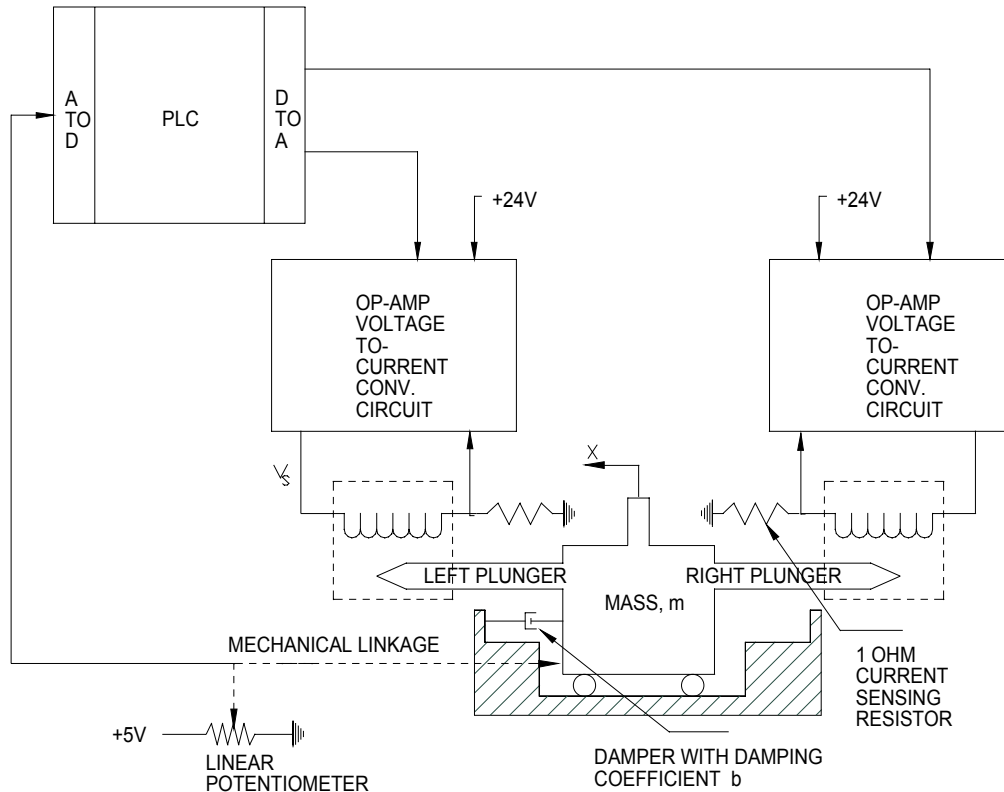 A
TO
D
PLC
D
TO
A
+24V
+24V
OP-AMP
VOLTAGE
TO-
CURRENT
CONV.
CIRCUIT
OP-AMP
VOLTAGE
TO-
CURRENT
CONV.
CIRCUIT
X
Vs
LEFT PLUNGER
RIGHT PLUNGER
MASS, m
MECHANICAL LINKAGE
1 OHM
CURRENT
SENSING
RESISTOR
+5V
LINEAR
POTENTIOMETER
DAMPER WITH DAMPING
COEFFICIENT b